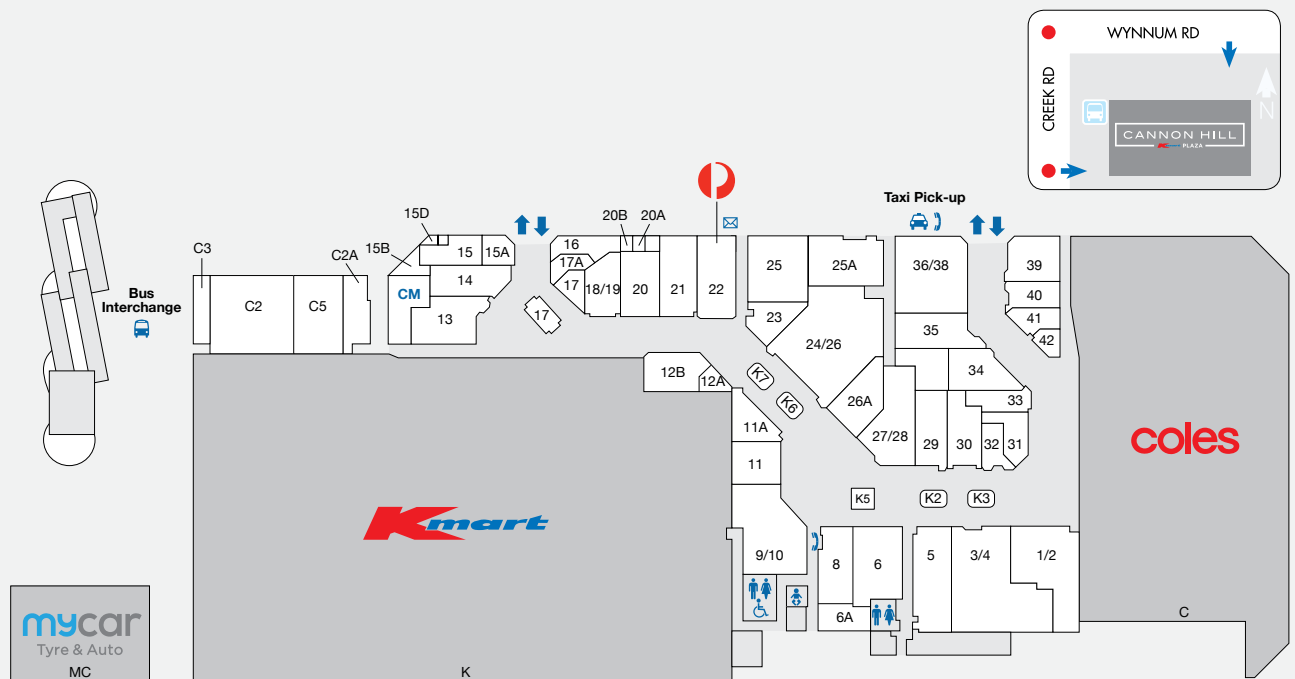 WYNNUM RD
CREEK RD
N
CANNON HILL
K PLAZA
Taxi Pick-up
15D
20B
20A
C3
15B
C2A
15
15A
16
17A
17
18/19
20
21
22
25
25A
36/38
39
40
41
42
Bus
Interchange
C2
C5
CM
14
13
17
23
24/26
35
34
12B
12A
K7
K6
26A
33
11A
27/28
29
30
32
31
coles
11
K5
K2
K3
Kmart
9/10
8
6
5
3/4
1/2
6A
C
mycar
Tyre & Auto
MC
K